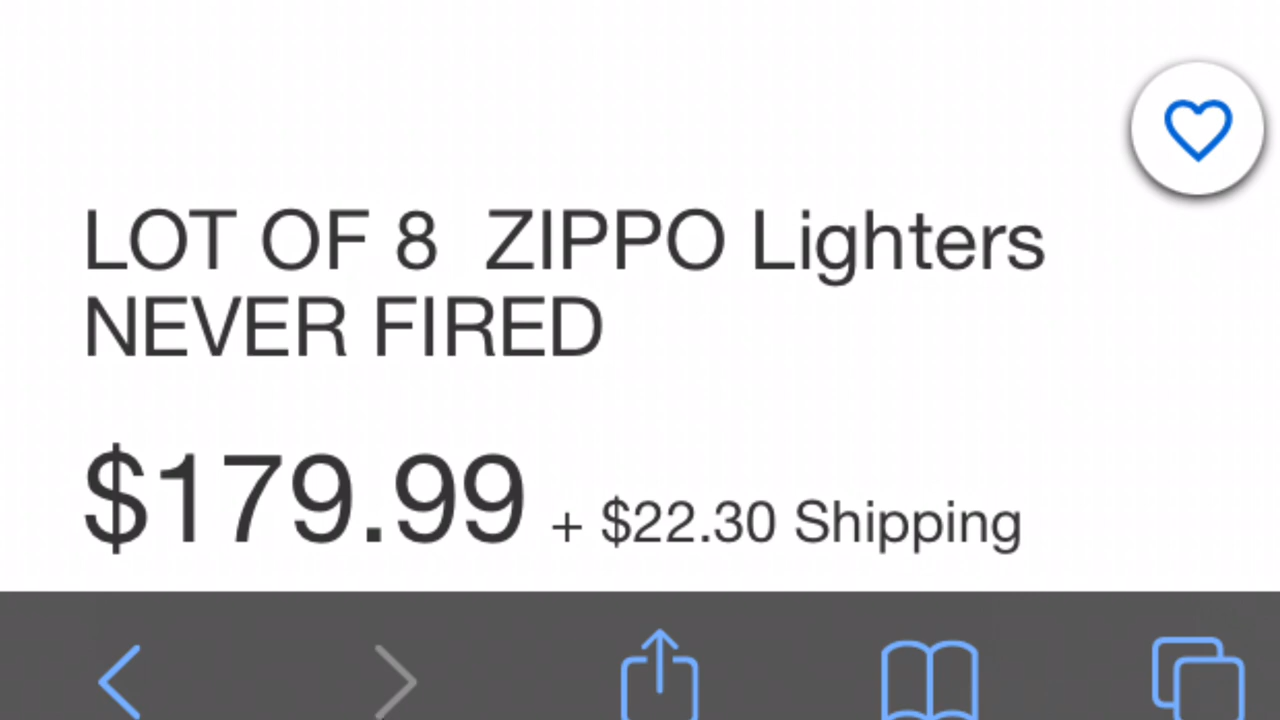 LOT OF 8  ZIPPO Lighters
NEVER FIRED
$179.99 + $22.30 Shipping